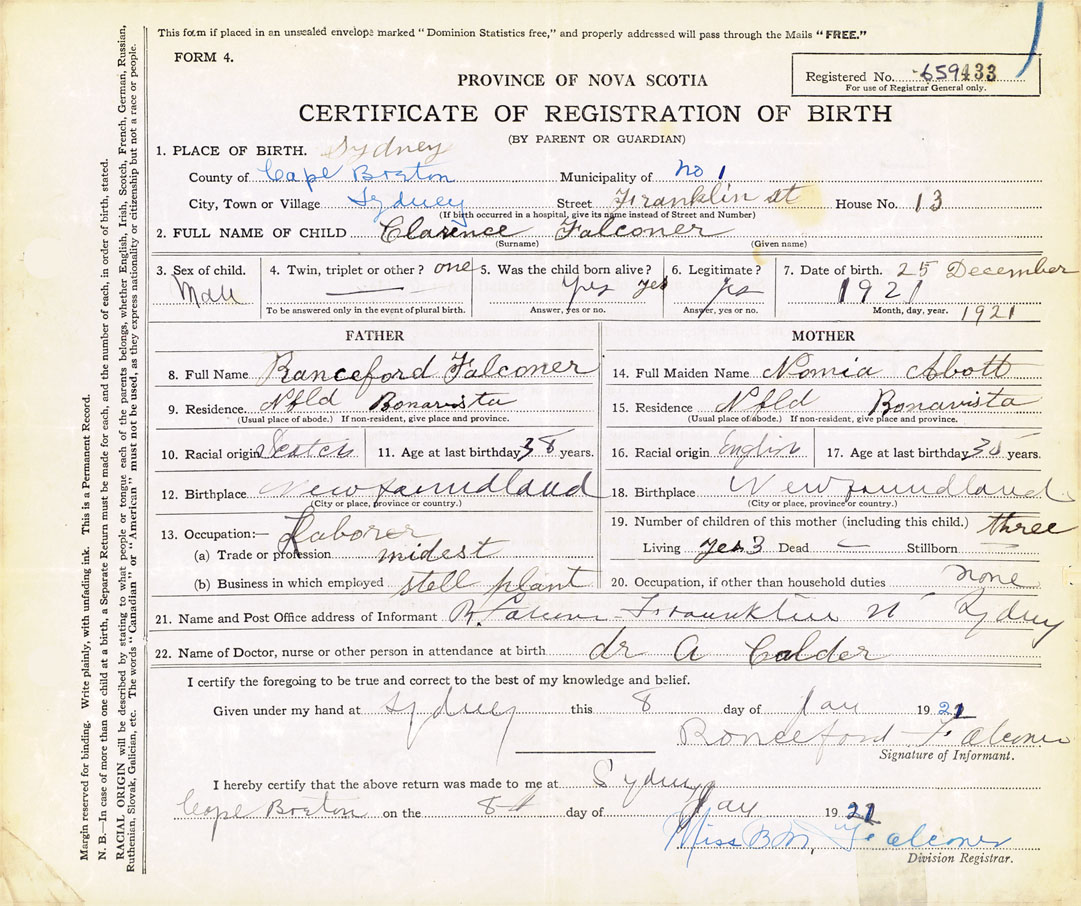 This form if placed in an unsealed envelope marked "Dominion Statistics free," and properly addressed will pass through the Mails "FREE."
FORM 4.
Registered No. 659433
For use of Registrar General only.
PROVINCE OF NOVA SCOTIA
CERTIFICATE OF REGISTRATION OF BIRTH
(BY PARENT OR GUARDIAN)
1. PLACE OF BIRTH. Sydney
County of Cape Breton Municipality of No 1
City, Town or Village Sydney Street Franklin st House No. 13
(If birth occurred in a hospital, give its name instead of Street and Number)
2. FULL NAME OF CHILD Clarence Falconer
(Surname) (Given name)
3. Sex of child. Male
4. Twin, triplet or other? one
To be answered only in the event of plural birth.
5. Was the child born alive? Yes yes
Answer, yes or no.
6. Legitimate? Yes
Answer, yes or no.
7. Date of birth. 25 December
1921
Month, day, year. 1921
FATHER
8. Full Name Ranceford Falconer
9. Residence Nfld Bonavista
(Usual place of abode.) If non-resident, give place and province.
10. Racial origin Scotch 11. Age at last birthday 38 years.
12. Birthplace Newfoundland
(City or place, province or country.)
13. Occupation:— Laborer
(a) Trade or profession midest
(b) Business in which employed stell plant
MOTHER
14. Full Maiden Name Nomia Abott
15. Residence Nfld Bonavista
(Usual place of abode.) If non-resident, give place and province.
16. Racial origin English 17. Age at last birthday years.
18. Birthplace Newfoundland
(City or place, province or country.)
19. Number of children of this mother (including this child.) three
Living yes 3 Dead — Stillborn —
20. Occupation, if other than household duties none
21. Name and Post Office address of Informant R. Sydney
22. Name of Doctor, nurse or other person in attendance at birth dr A Calder
I certify the foregoing to be true and correct to the best of my knowledge and belief.
Given under my hand at Sydney this 8 day of Jan 19
Ronceford Falconer
Signature of Informant.
I hereby certify that the above return was made to me at Sydney
Cape Breton on the 8 day of Jan 19
Miss B M, Falconer
Division Registrar.
Margin reserved for binding. Write plainly, with unfading ink. This is a Permanent Record.
N. B.—In case of more than one child at a birth, a Separate Return must be made for each, and the number of each, in order of birth, stated.
RACIAL ORIGIN will be described by stating to what people or tongue each of the parents belongs, whether English, Irish, Scotch, French, German, Russian,
Ruthenian, Slovak, Galician, etc. The words "Canadian" or "American" must not be used, as they express nationality or citizenship but not a race or people.